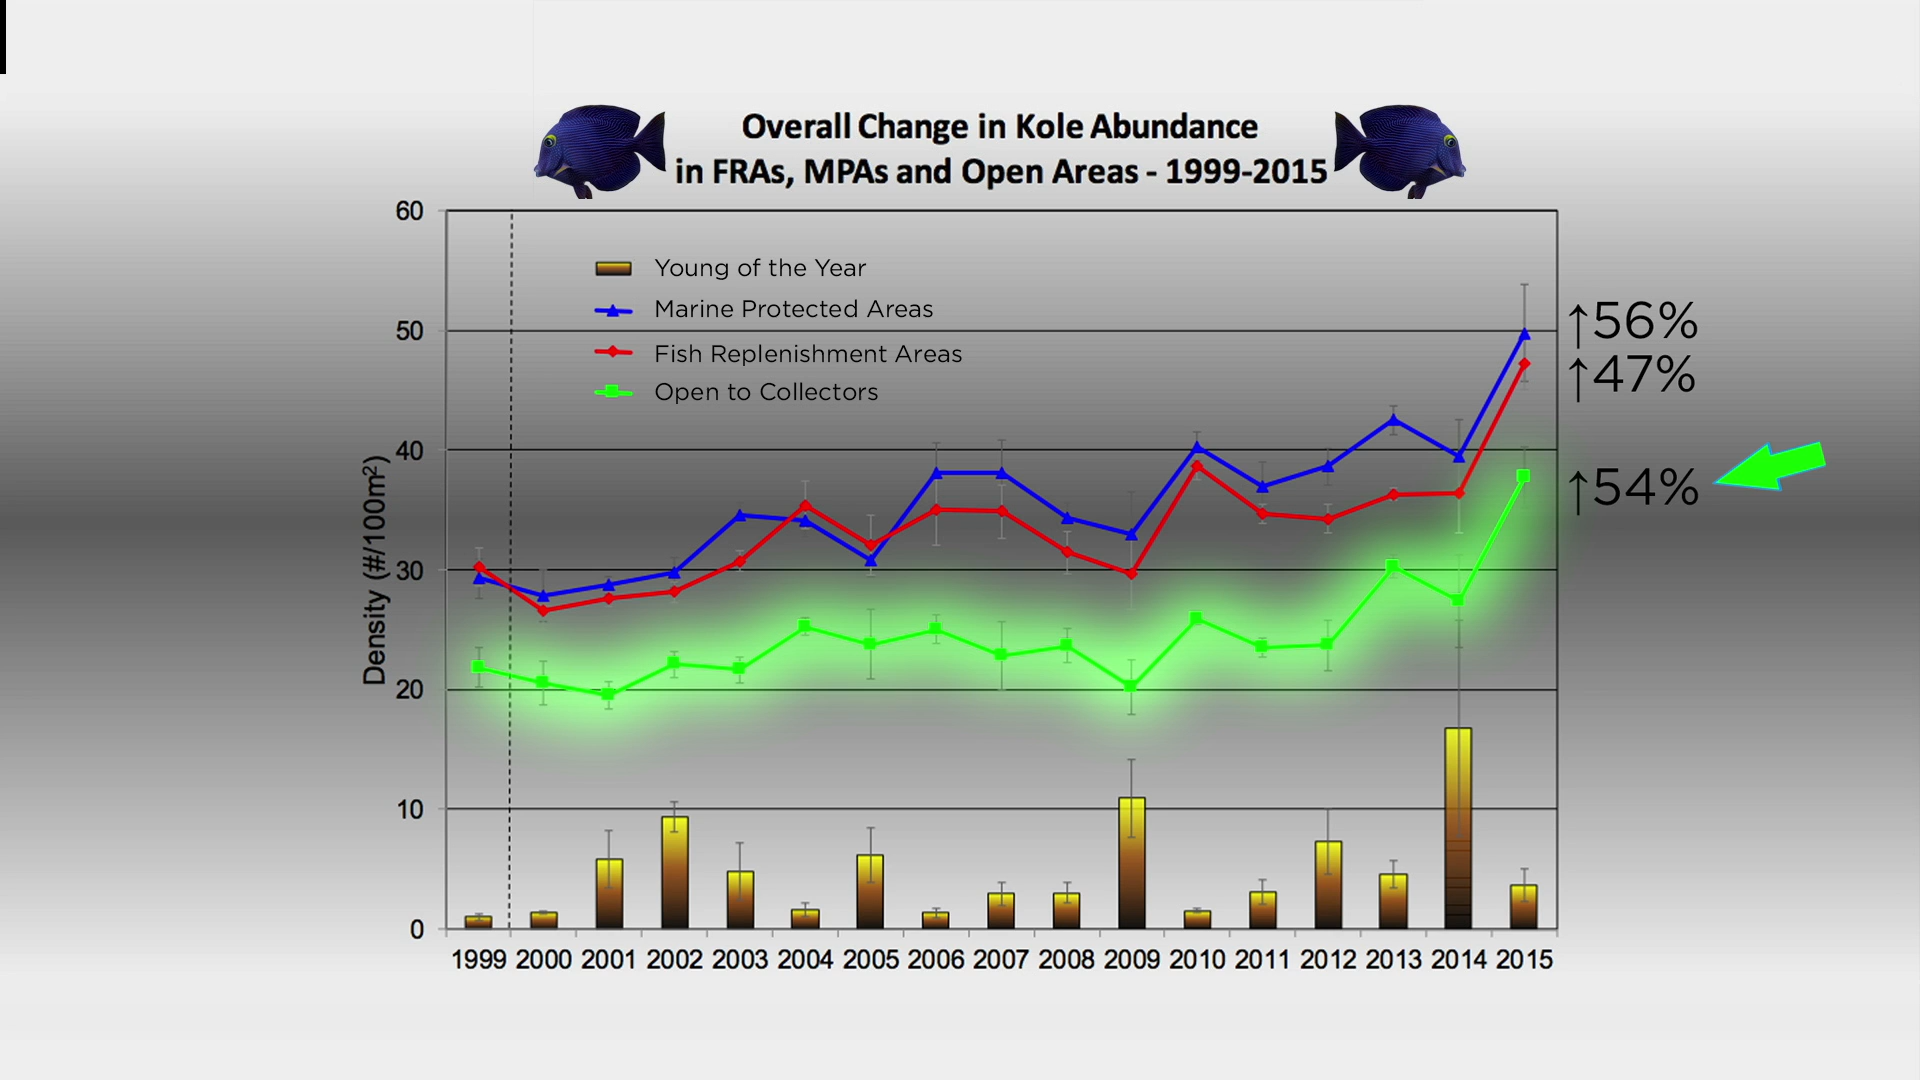 Overall Change in Kole Abundance
in FRAs, MPAs and Open Areas - 1999-2015
Density (#/100m²)
60
50
40
30
20
10
0
Young of the Year
Marine Protected Areas
Fish Replenishment Areas
Open to Collectors
↑56%
↑47%
↑54%
1999 2000 2001 2002 2003 2004 2005 2006 2007 2008 2009 2010 2011 2012 2013 2014 2015